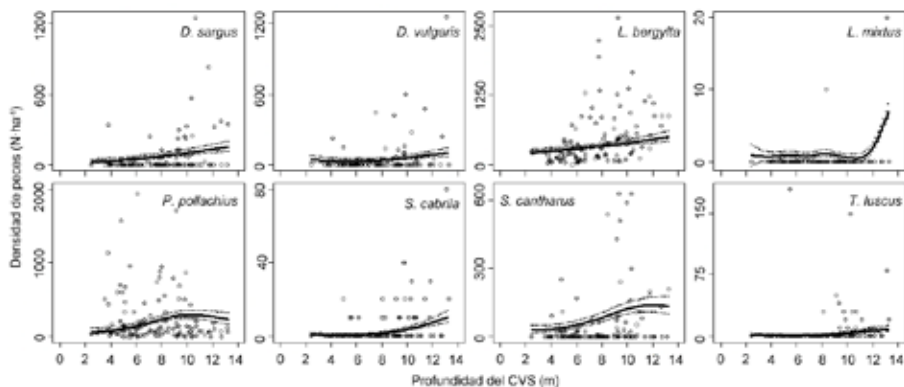 Densidad de peces (N·ha⁻¹)
0 600 1200
D. sargus
0 600 1200
D. vulgaris
0 1250 2500
L. bergylta
0 10 20
L. mixtus
0 1000 2000
P. pollachius
0 40 80
S. cabrilla
0 300 600
S. cantharus
0 75 150
T. luscus
0 2 4 6 8 10 12 14
0 2 4 6 8 10 12 14
0 2 4 6 8 10 12 14
0 2 4 6 8 10 12 14
Profundidad del CVS (m)